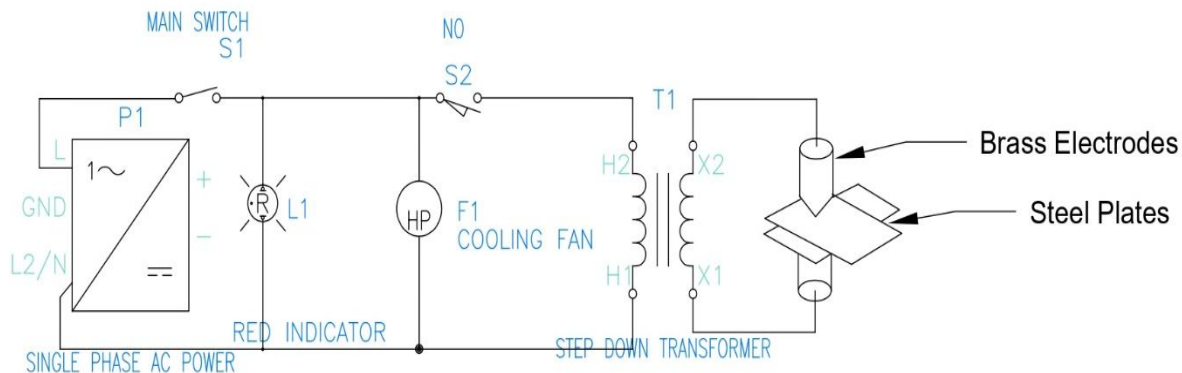 MAIN SWITCH
S1
NO
S2
P1
L
1~
GND
L2/N
+
−
R
L1
HP
F1
COOLING FAN
T1
H2
X2
H1
X1
Brass Electrodes
Steel Plates
RED INDICATOR
STEP DOWN TRANSFORMER
SINGLE PHASE AC POWER